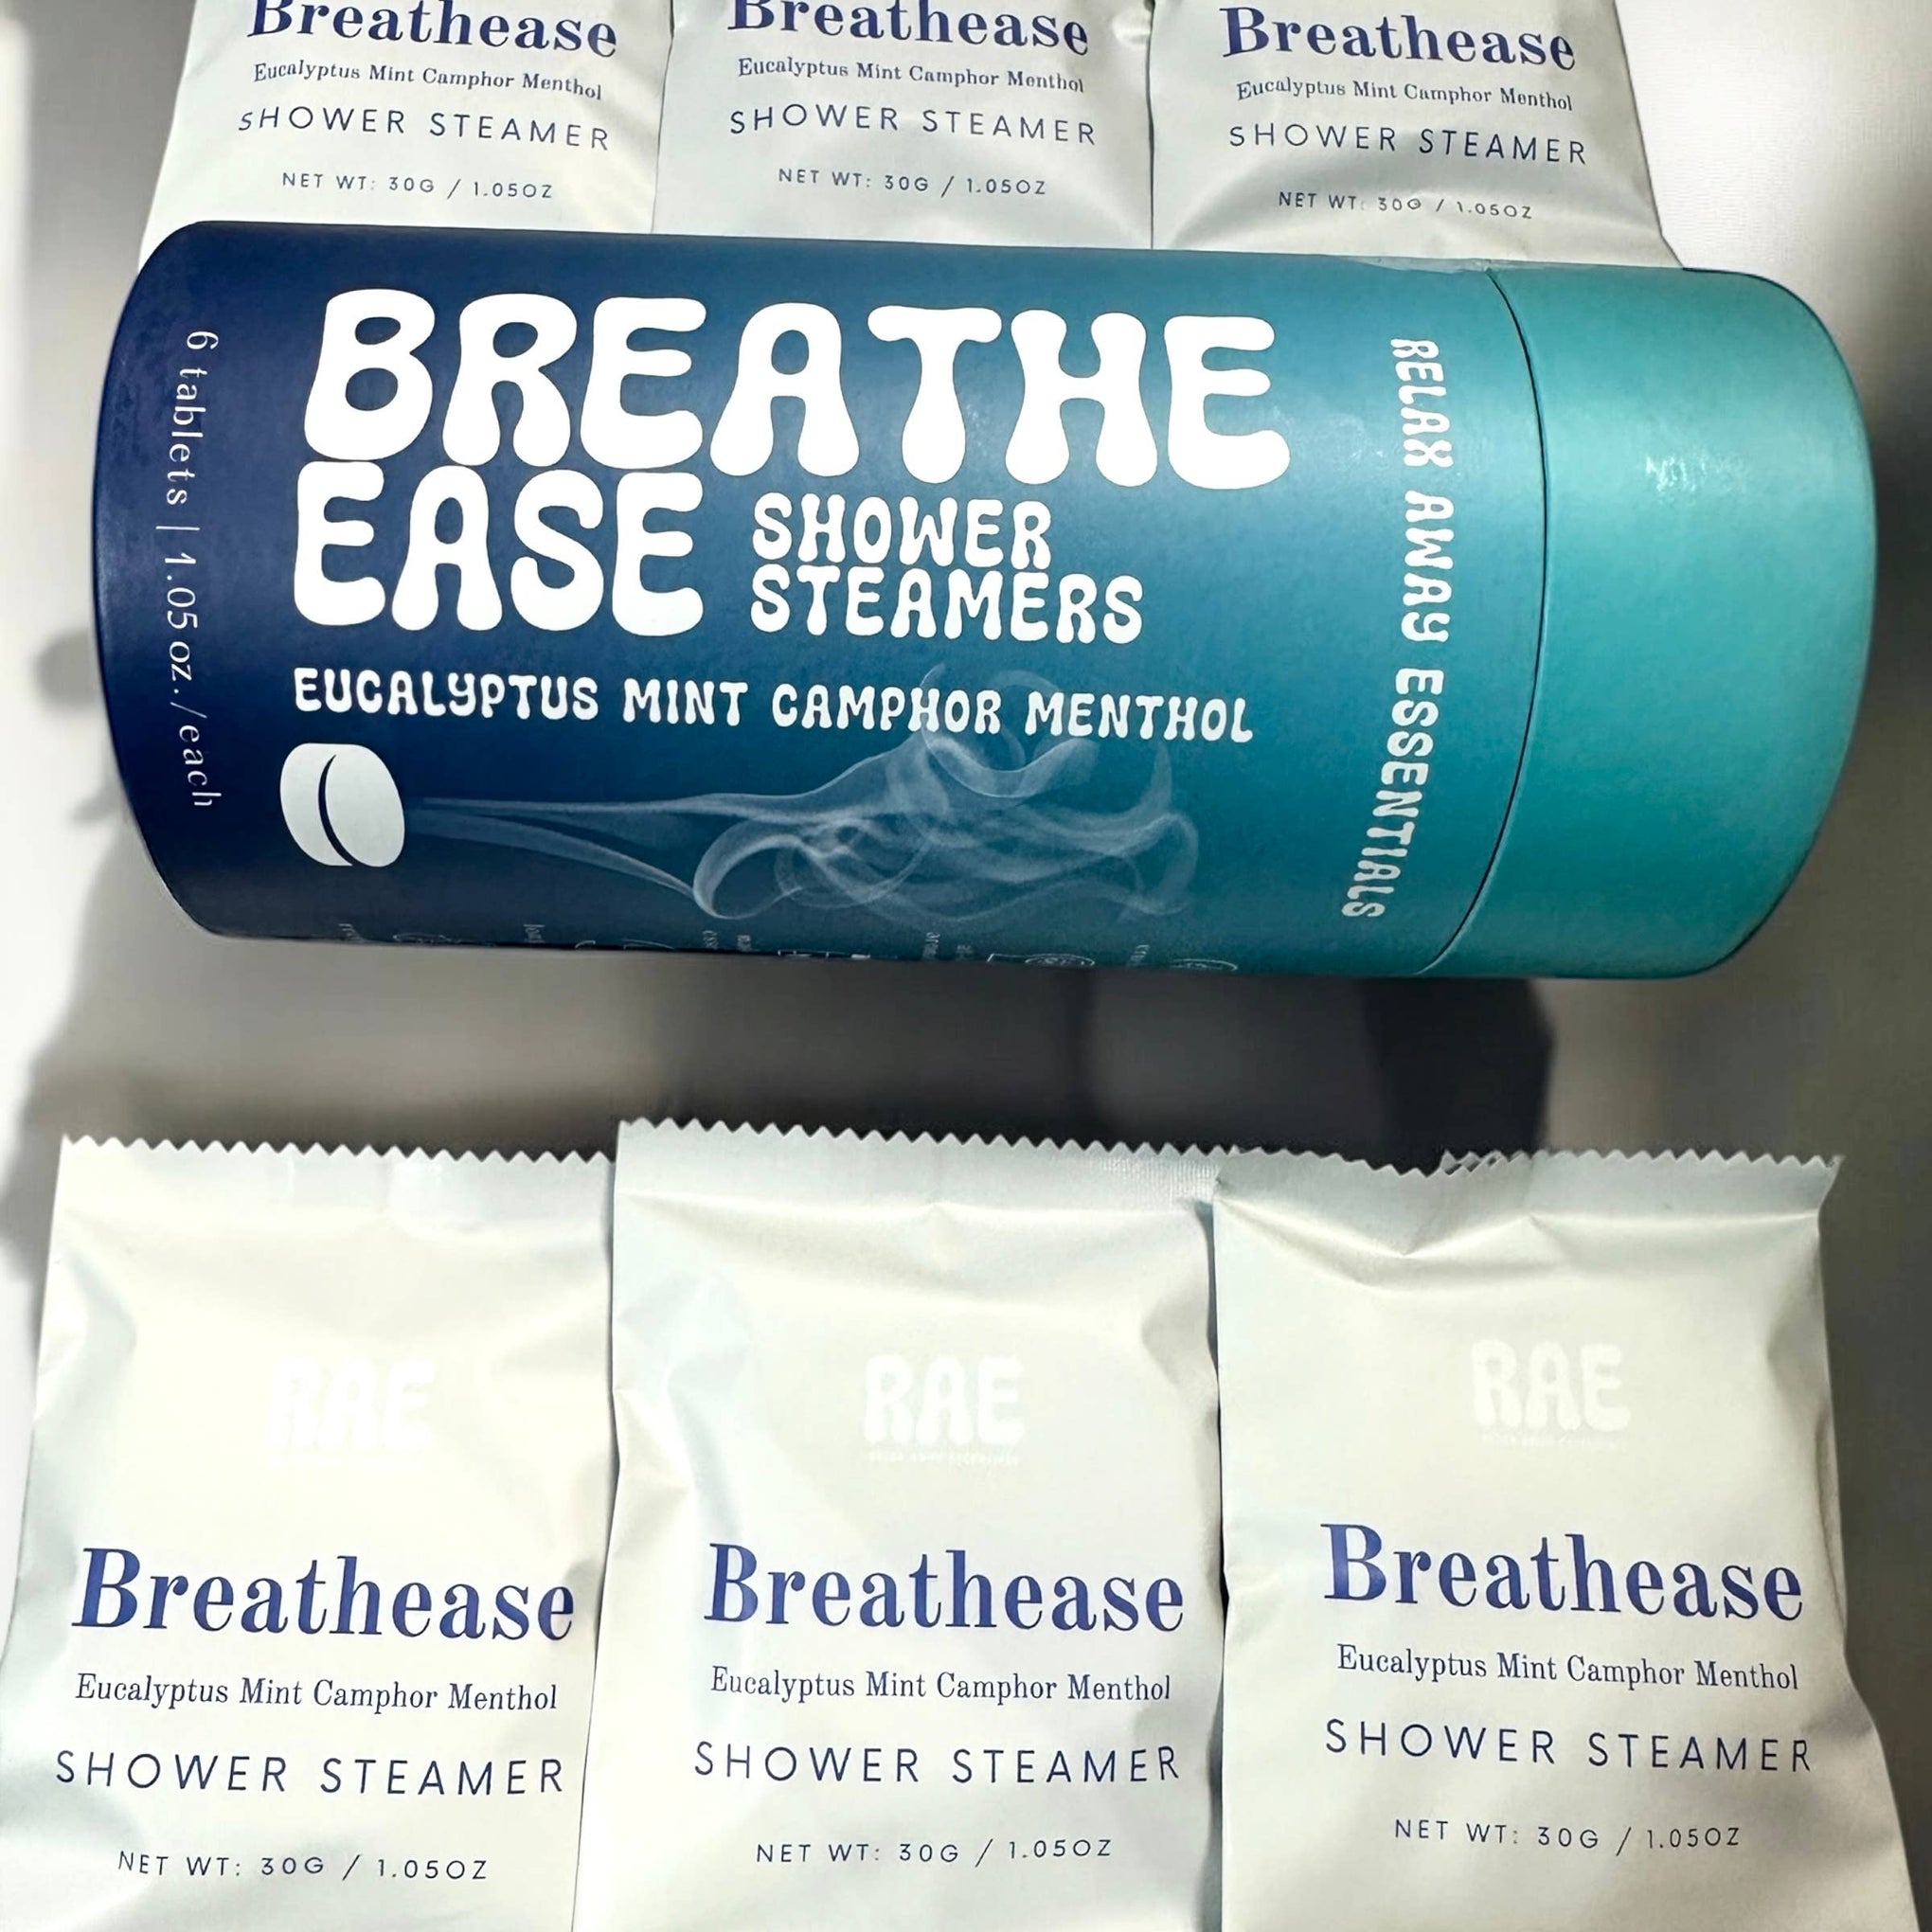 Breathease
Eucalyptus Mint Camphor Menthol
SHOWER STEAMER
NET WT: 30G / 1.05OZ
Breathease
Eucalyptus Mint Camphor Menthol
SHOWER STEAMER
NET WT: 30G / 1.05OZ
Breathease
Eucalyptus Mint Camphor Menthol
SHOWER STEAMER
NET WT: 30G / 1.05OZ
6 tablets | 1.05 oz./each
BREATHE
EASE
SHOWER
STEAMERS
EUCALYPTUS MINT CAMPHOR MENTHOL
RELAX AWAY ESSENTIALS
RAE
Breathease
Eucalyptus Mint Camphor Menthol
SHOWER STEAMER
NET WT: 30G / 1.05OZ
RAE
Breathease
Eucalyptus Mint Camphor Menthol
SHOWER STEAMER
NET WT: 30G / 1.05OZ
RAE
Breathease
Eucalyptus Mint Camphor Menthol
SHOWER STEAMER
NET WT: 30G / 1.05OZ